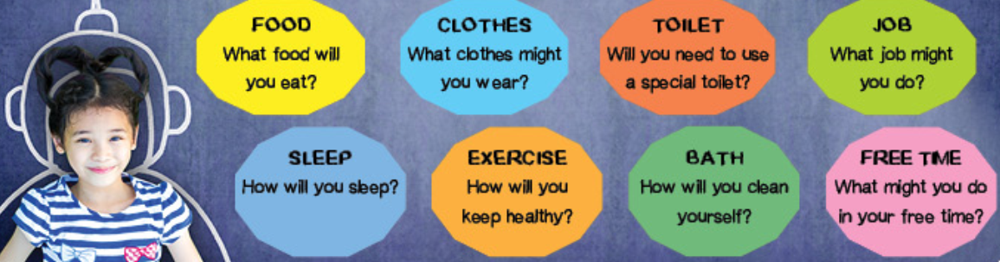 FOOD
What food will
you eat?
CLOTHES
What clothes might
you wear?
TOILET
Will you need to use
a special toilet?
JOB
What job might
you do?
SLEEP
How will you sleep?
EXERCISE
How will you
keep healthy?
BATH
How will you clean
yourself?
FREE TIME
What might you do
in your free time?